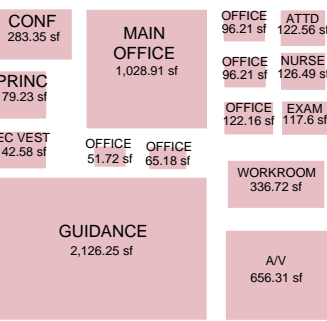 CONF
283.35 sf
MAIN
OFFICE
1,028.91 sf
OFFICE
96.21 sf
ATTD
122.56 sf
OFFICE
96.21 sf
NURSE
126.49 sf
PRINC
79.23 sf
OFFICE
122.16 sf
EXAM
117.6 sf
EC VEST
42.58 sf
OFFICE
51.72 sf
OFFICE
65.18 sf
WORKROOM
336.72 sf
GUIDANCE
2,126.25 sf
A/V
656.31 sf